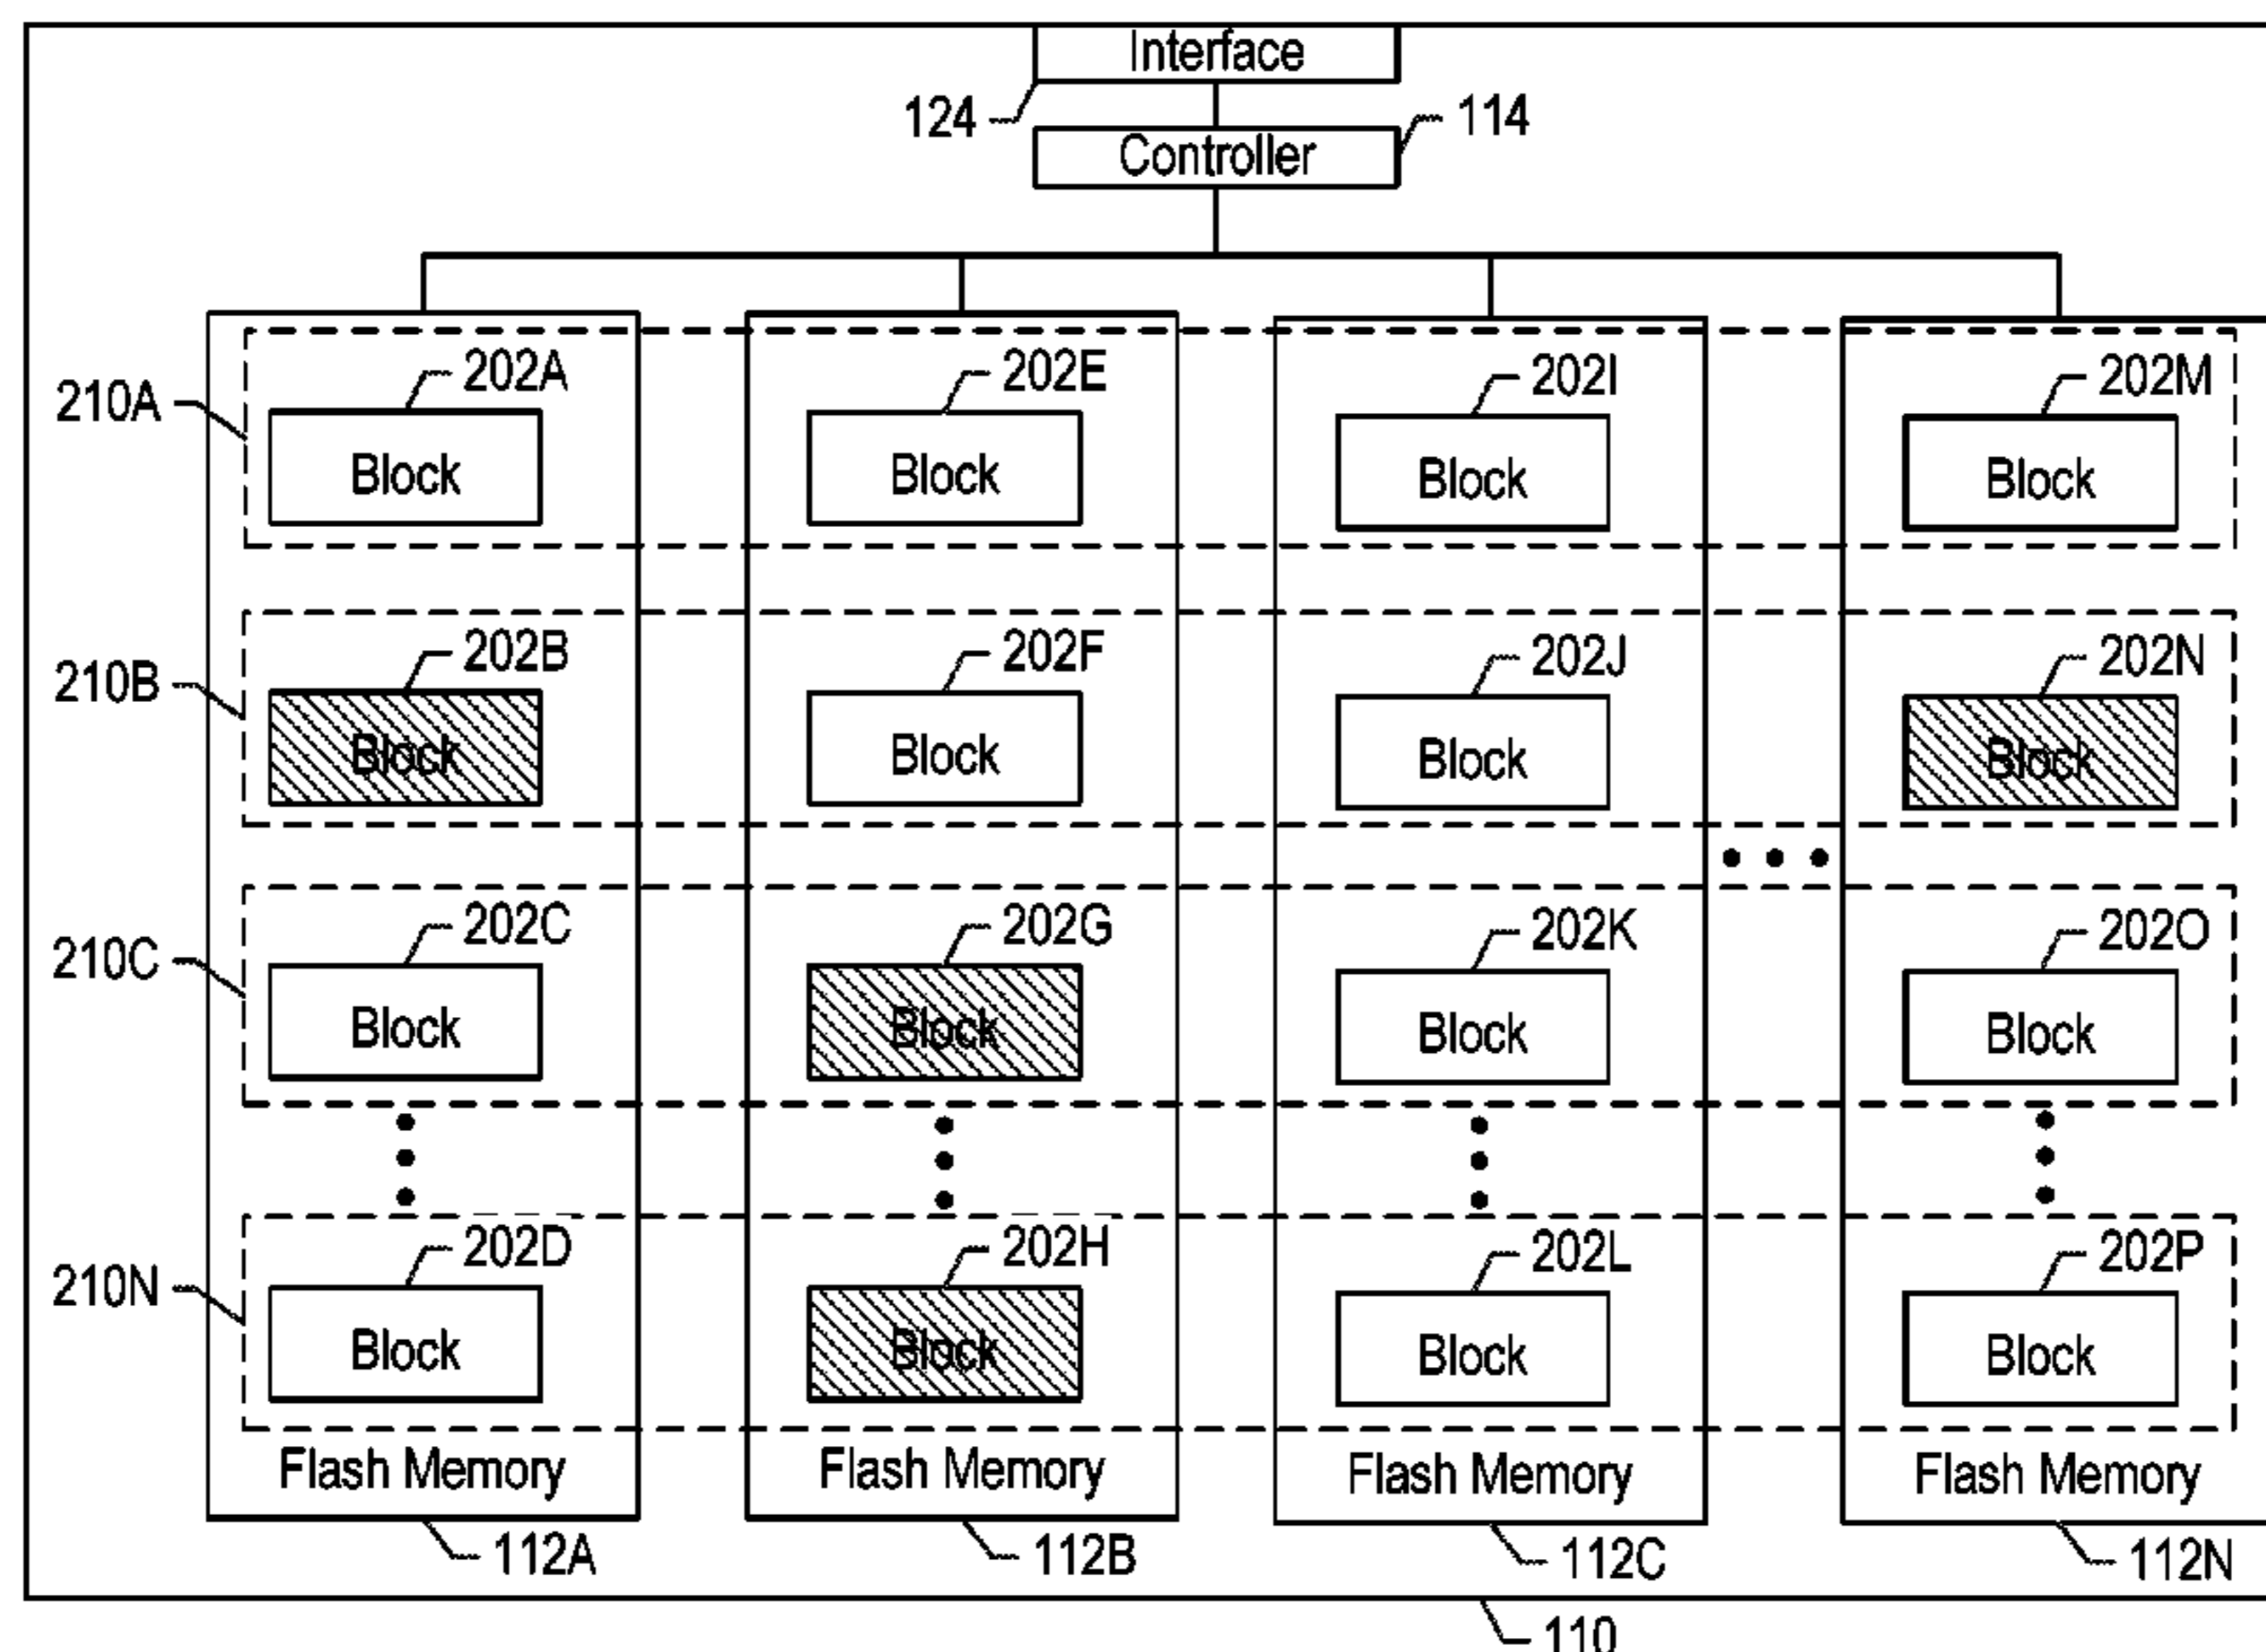 Interface
124
114
Controller
202A 202E 202I 202M
210A
Block Block Block Block
202B 202F 202J 202N
210B
Block Block Block Block
202C 202G 202K 202O
210C
Block Block Block Block
202D 202H 202L 202P
210N
Block Block Block Block
Flash Memory Flash Memory Flash Memory Flash Memory
112A 112B 112C 112N
110